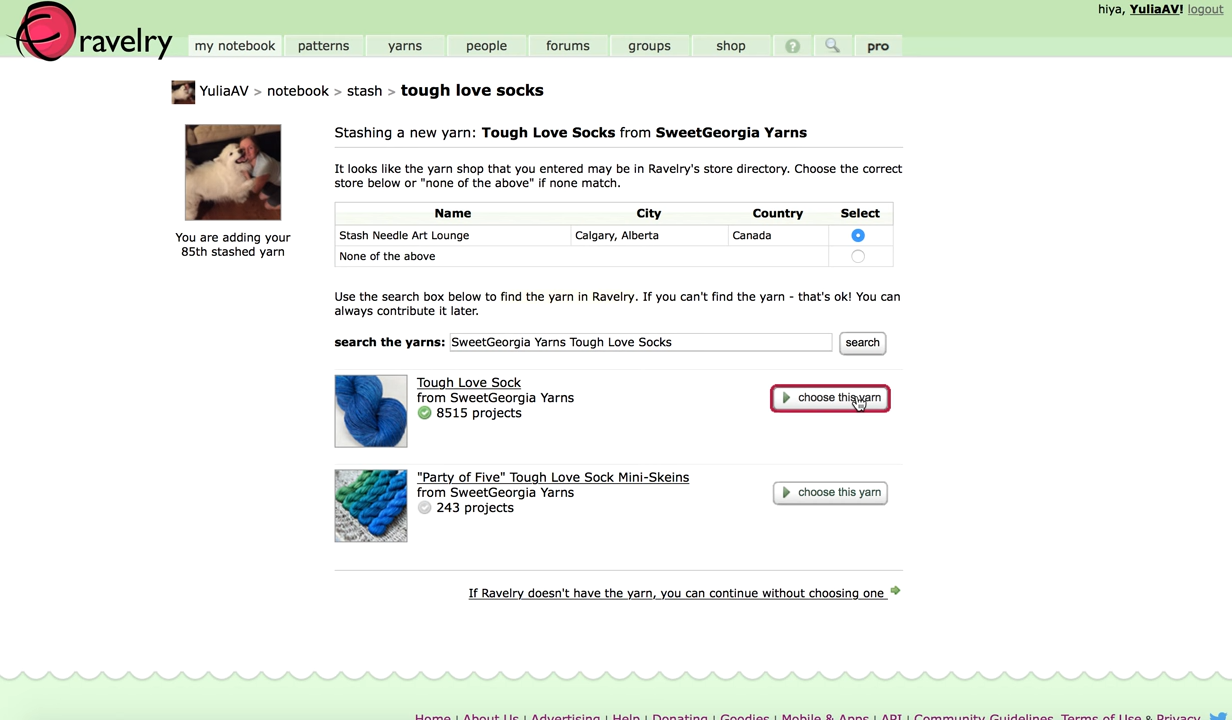 hiya, YuliaAV! logout
ravelry
my notebook patterns yarns people forums groups shop ? pro
YuliaAV > notebook > stash > tough love socks
Stashing a new yarn: Tough Love Socks from SweetGeorgia Yarns
It looks like the yarn shop that you entered may be in Ravelry's store directory. Choose the correct
store below or "none of the above" if none match.
You are adding your
85th stashed yarn
Name City Country Select
Stash Needle Art Lounge Calgary, Alberta Canada
None of the above
Use the search box below to find the yarn in Ravelry. If you can't find the yarn - that's ok! You can
always contribute it later.
search the yarns: SweetGeorgia Yarns Tough Love Socks search
Tough Love Sock
from SweetGeorgia Yarns
8515 projects
choose this yarn
"Party of Five" Tough Love Sock Mini-Skeins
from SweetGeorgia Yarns
243 projects
choose this yarn
If Ravelry doesn't have the yarn, you can continue without choosing one
Home | About Us | Advertising | Help | Donating | Goodies | Mobile & Apps | API | Community Guidelines, Terms of Use & Privacy